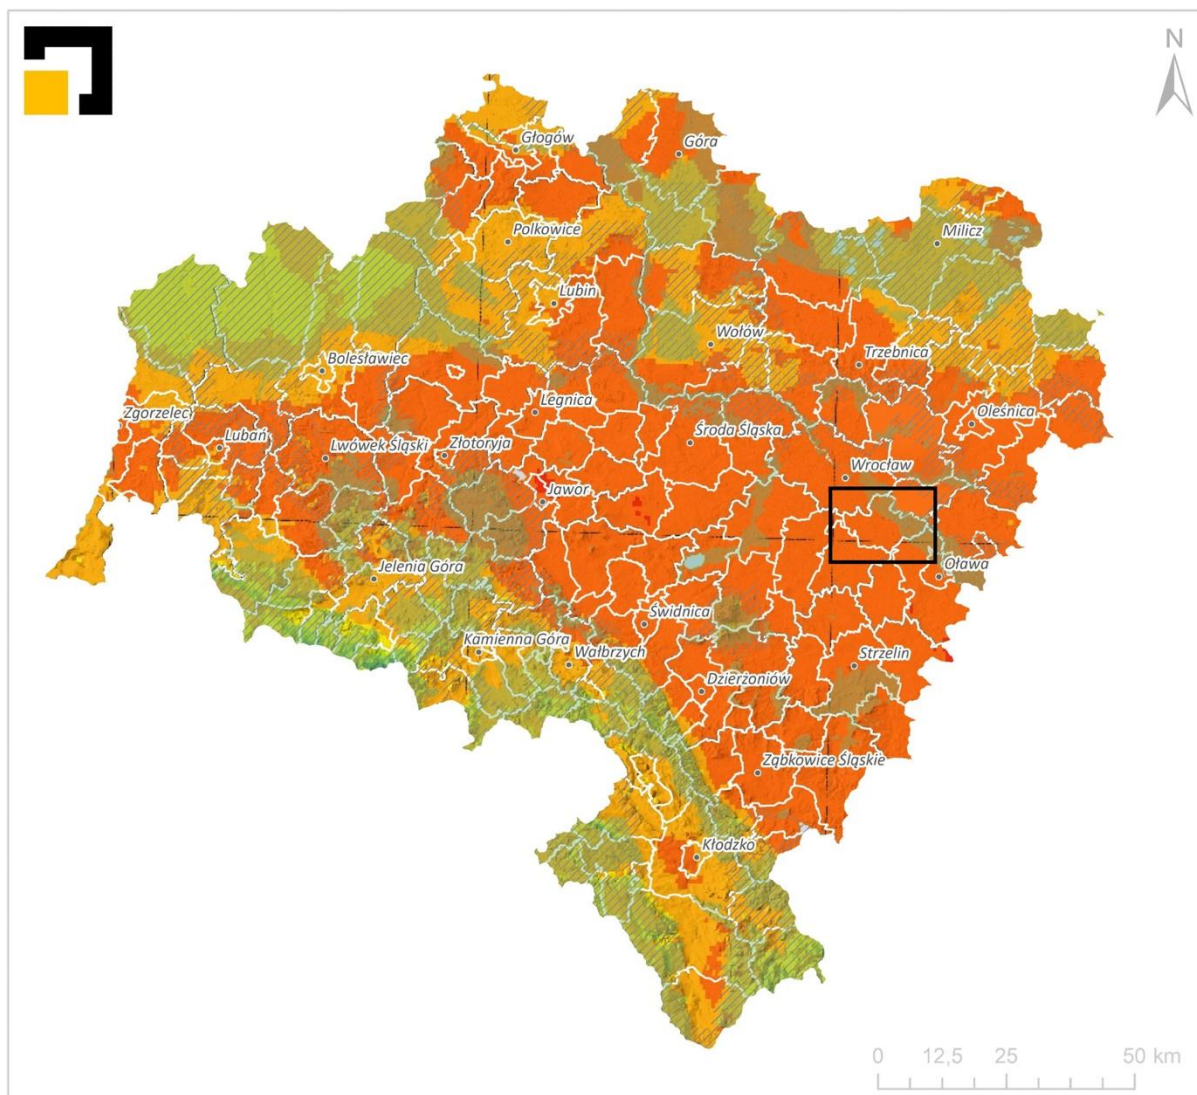 N
Głogów
Góra
Milicz
Polkowice
Lubin
Wołów
Trzebnica
Bolesławiec
Legnica
Oleśnica
Zgorzelec
Lubań
Lwówek Śląski
Złotoryja
Środa Śląska
Wrocław
Jawor
Oława
Jelenia Góra
Świdnica
Kamienna Góra
Wałbrzych
Strzelin
Dzierżoniów
Ząbkowice Śląskie
Kłodzko
0 12,5 25 50 km